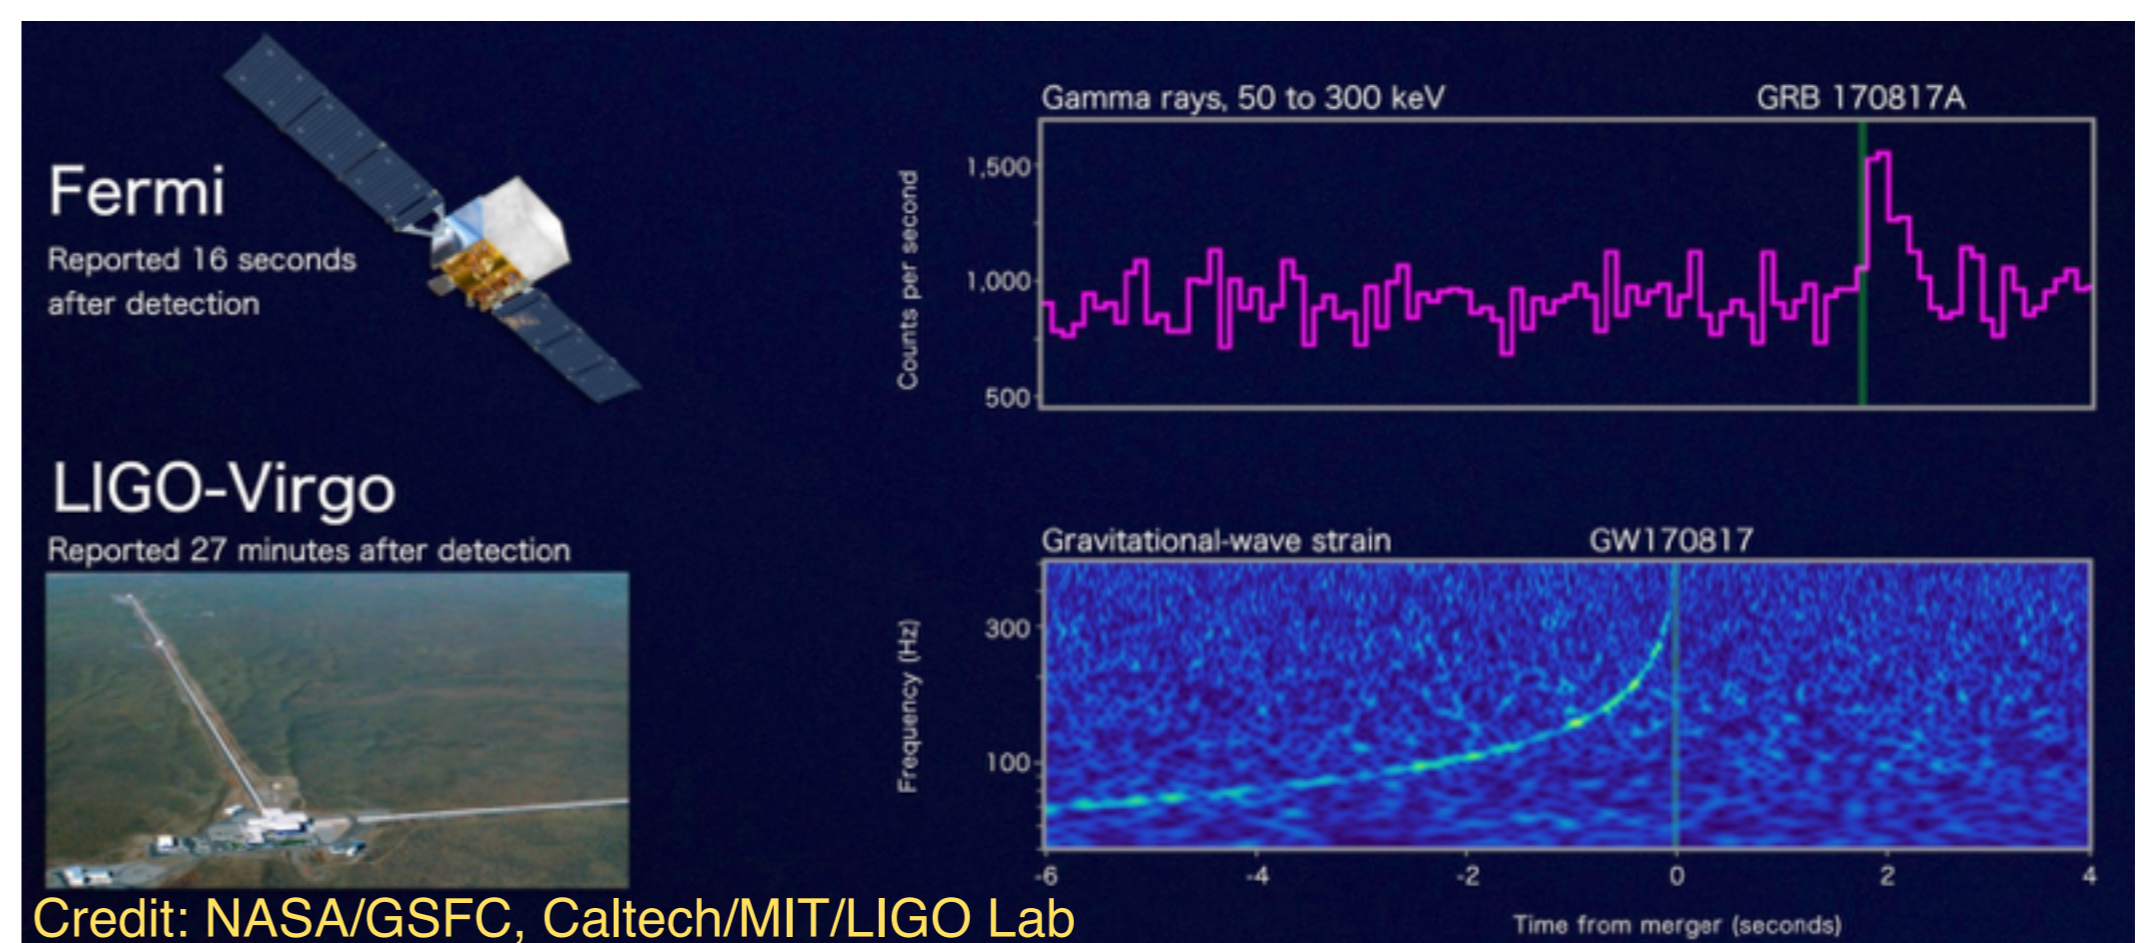 Fermi
Reported 16 seconds
after detection
Gamma rays, 50 to 300 keV
GRB 170817A
Counts per second
1,500
1,000
500
LIGO-Virgo
Reported 27 minutes after detection
Gravitational-wave strain
GW170817
Frequency (Hz)
300
100
-6
-4
-2
0
2
4
Time from merger (seconds)
Credit: NASA/GSFC, Caltech/MIT/LIGO Lab